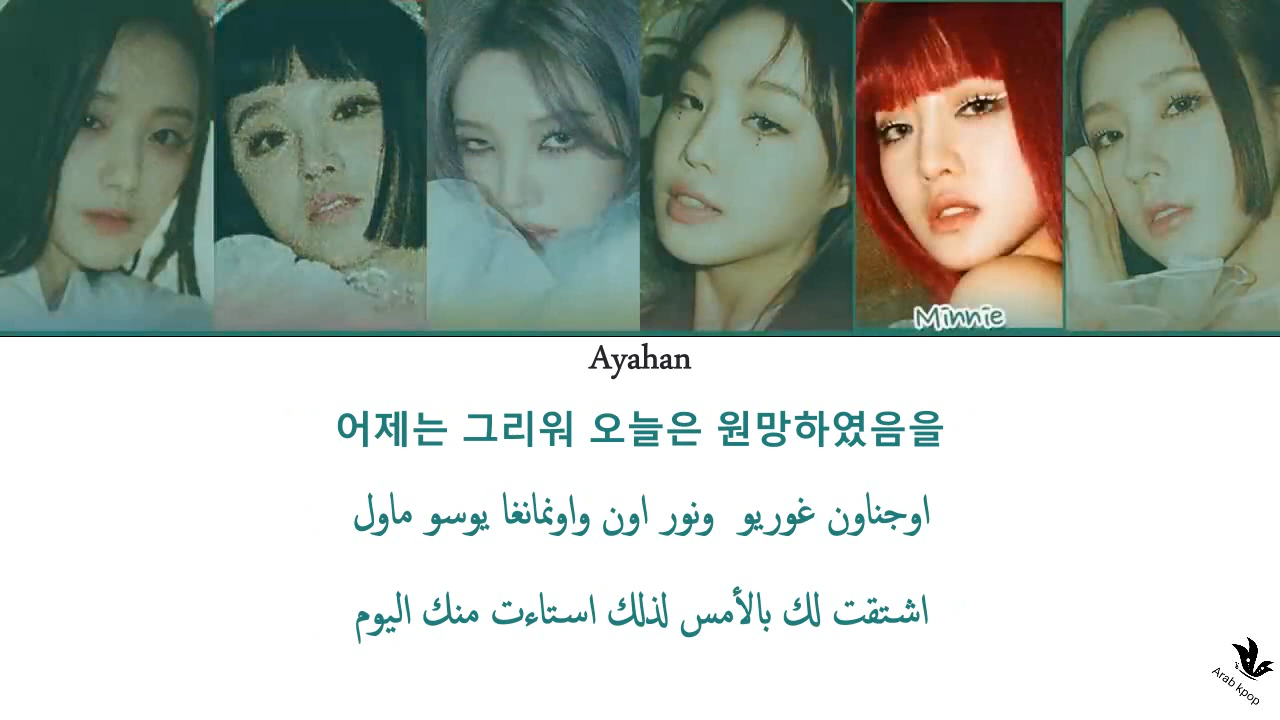 Minnie
Ayahan
어제는 그리워 오늘은 원망하였음을
اوجناون غوريو ونور اون واونمانغا يوسو ماول
اشتقت لك بالأمس لذلك استاءت منك اليوم
Arab kpop